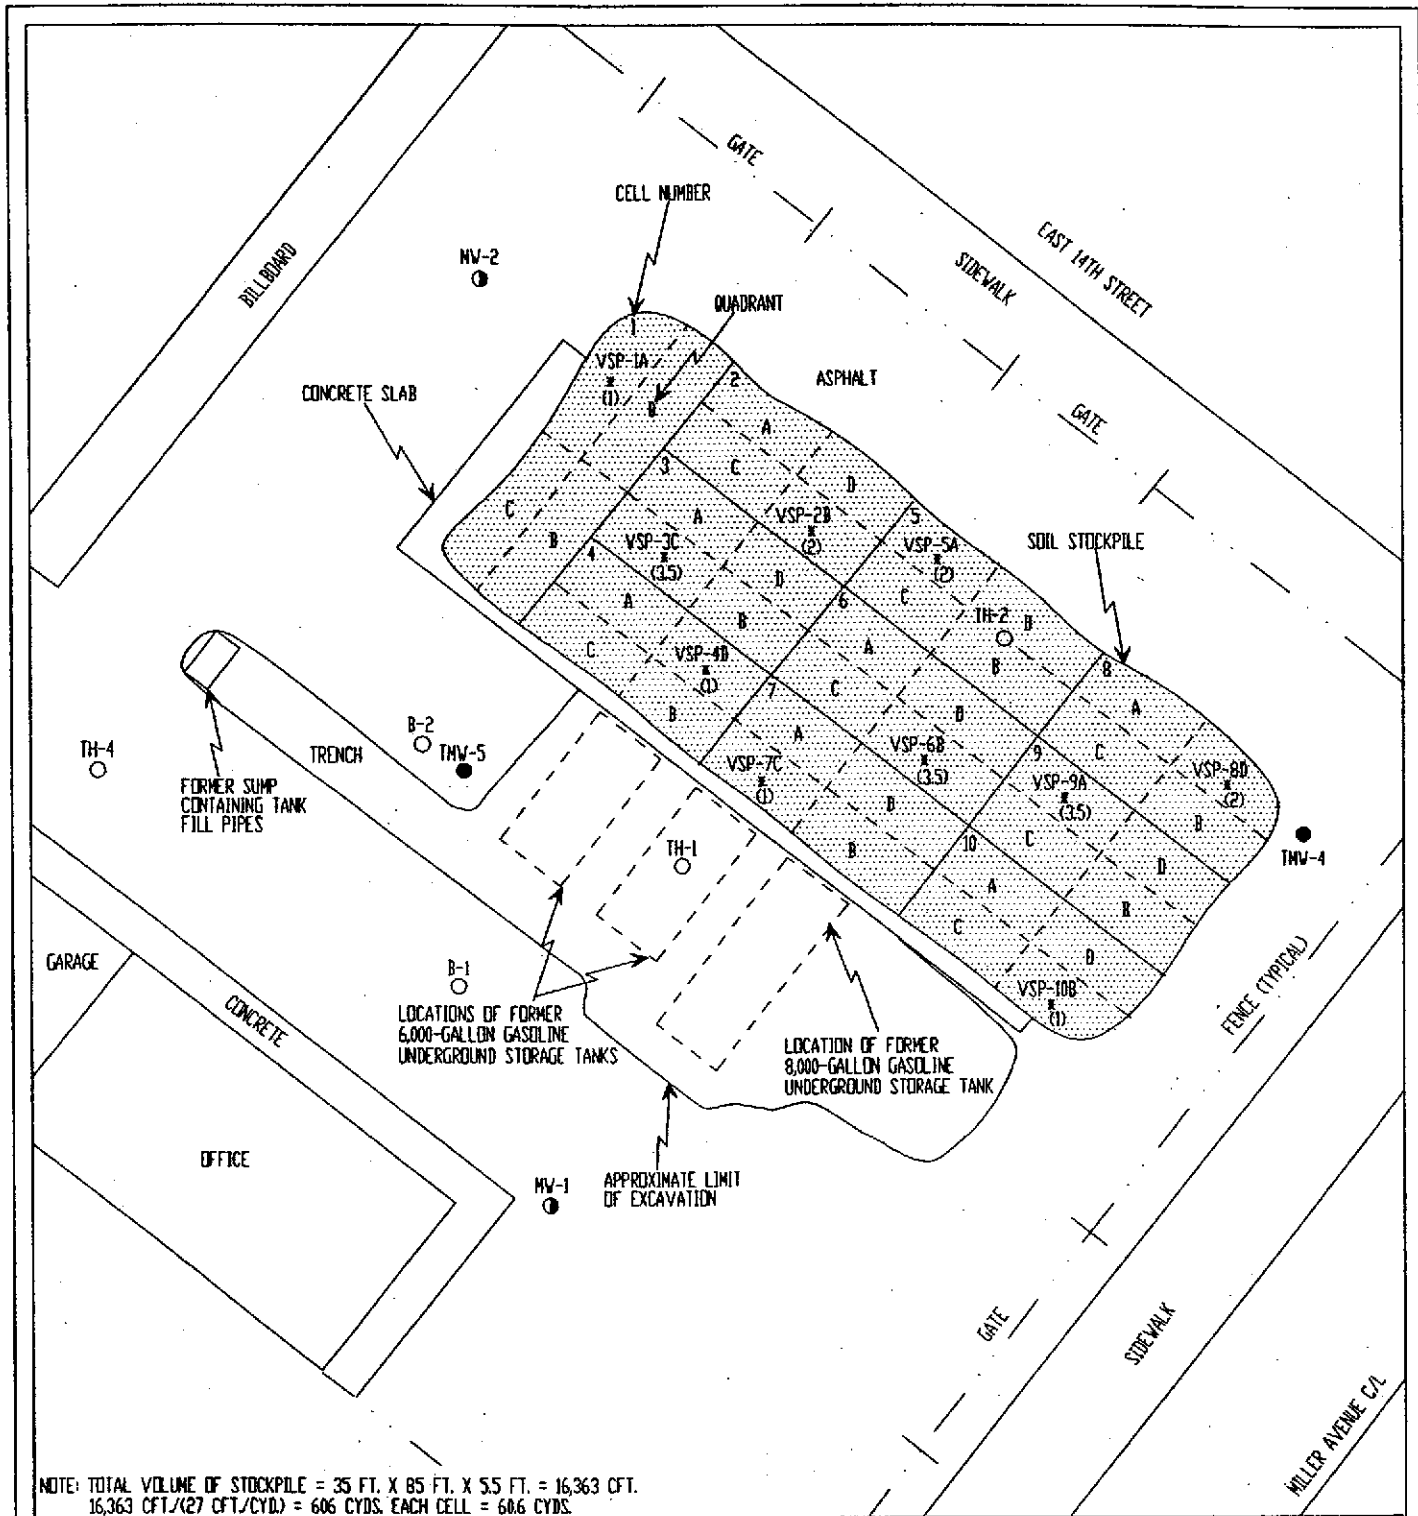 GATE
CELL NUMBER
EAST 14TH STREET
MW-2
BILLBOARD
SIDEWALK
QUADRANT
1
VSP-1A
(1)
2
ASPHALT
CONCRETE SLAB
GATE
A
3
C
D
C
A
VSP-2B
(2)
5
VSP-5A
(2)
SOIL STOCKPILE
B
4
VSP-3C
(3.5)
D
C
6
TH-2
B
A
B
A
B
C
VSP-4D
(1)
C
8
7
A
B
A
D
C
B-2
TMW-5
TRENCH
VSP-6B
(3.5)
9
TH-4
VSP-7C
(1)
VSP-8D
(2)
VSP-9A
(3.5)
FORMER SUMP
CONTAINING TANK
FILL PIPES
D
B
10
C
TMW-4
TH-1
B
D
A
B
C
D
GARAGE
B-1
VSP-10B
(1)
FENCE (TYPICAL)
CONCRETE
LOCATIONS OF FORMER
6,000-GALLON GASOLINE
UNDERGROUND STORAGE TANKS
LOCATION OF FORMER
8,000-GALLON GASOLINE
UNDERGROUND STORAGE TANK
OFFICE
MW-1
APPROXIMATE LIMIT
OF EXCAVATION
GATE
SIDEWALK
MILLER AVENUE C/L
NOTE: TOTAL VOLUME OF STOCKPILE = 35 FT. X 85 FT. X 5.5 FT. = 16,363 CFT.
16,363 CFT./(27 CFT./CYD.) = 606 CYDS. EACH CELL = 60.6 CYDS.